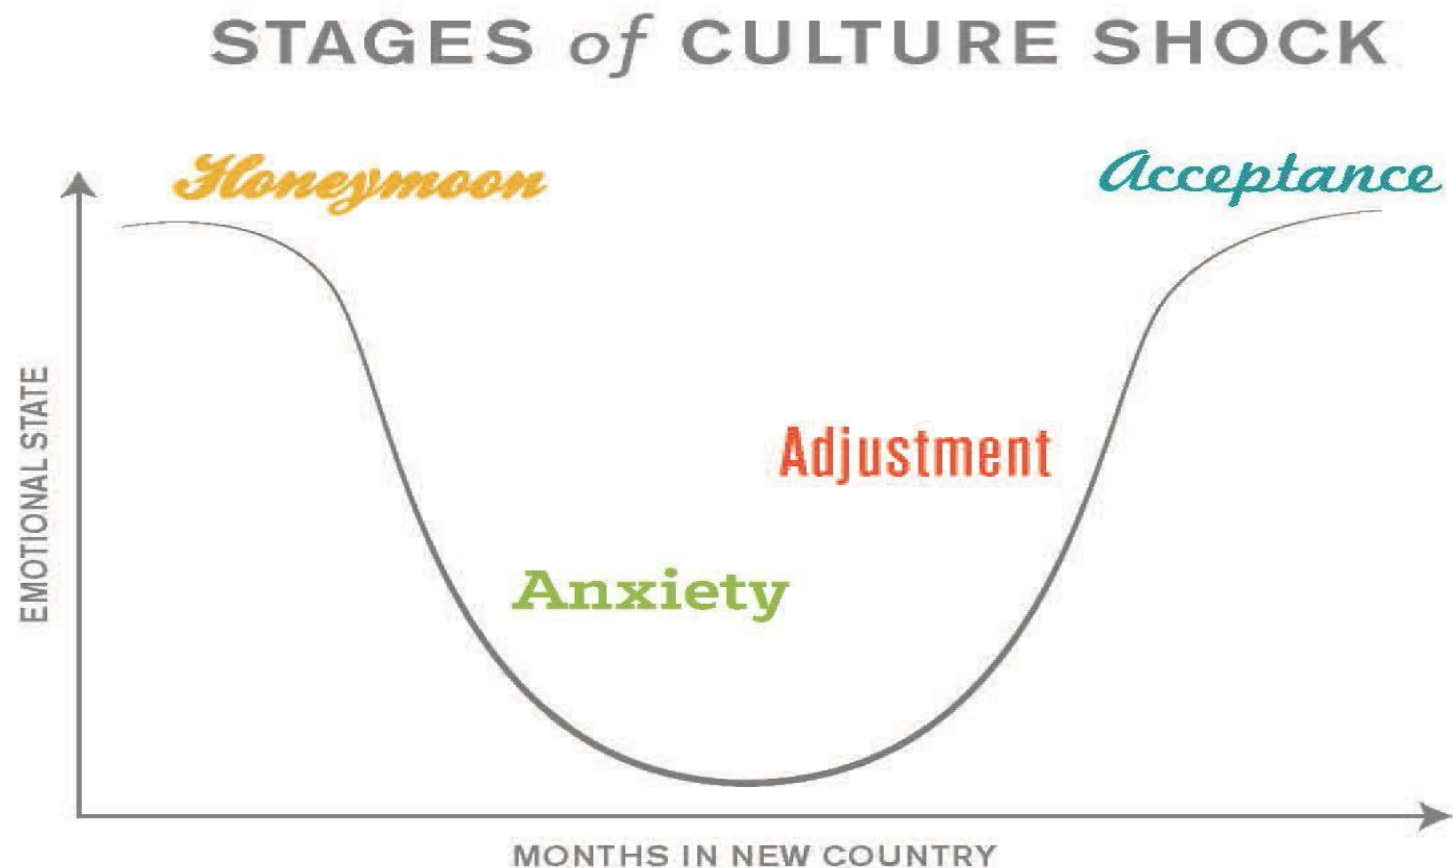 STAGES of CULTURE SHOCK
Honeymoon
Acceptance
EMOTIONAL STATE
Adjustment
Anxiety
MONTHS IN NEW COUNTRY